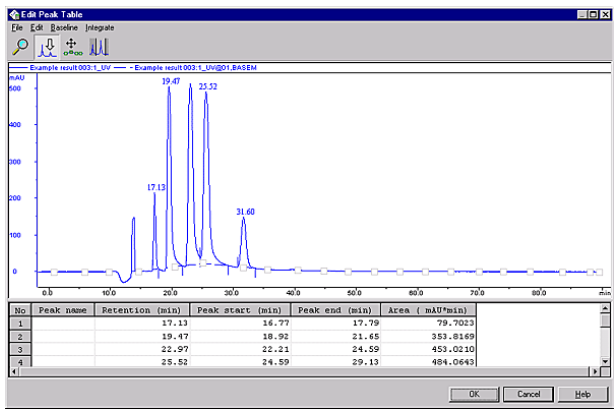 Edit Peak Table
File Edit Baseline Integrate
Example result003:1_UV Example result003:1_UV@01,BASEM
mAU
500
400
300
200
100
0
17.13
19.47
25.52
31.60
0.0 10.0 20.0 30.0 40.0 50.0 60.0 70.0 80.0 min
No Peak name Retention (min) Peak start (min) Peak end (min) Area ( mAU*min)
1 17.13 16.77 17.79 79.7023
2 19.47 18.92 21.65 353.8169
3 22.97 22.21 24.59 453.0210
4 25.52 24.59 29.13 484.0643
OK Cancel Help